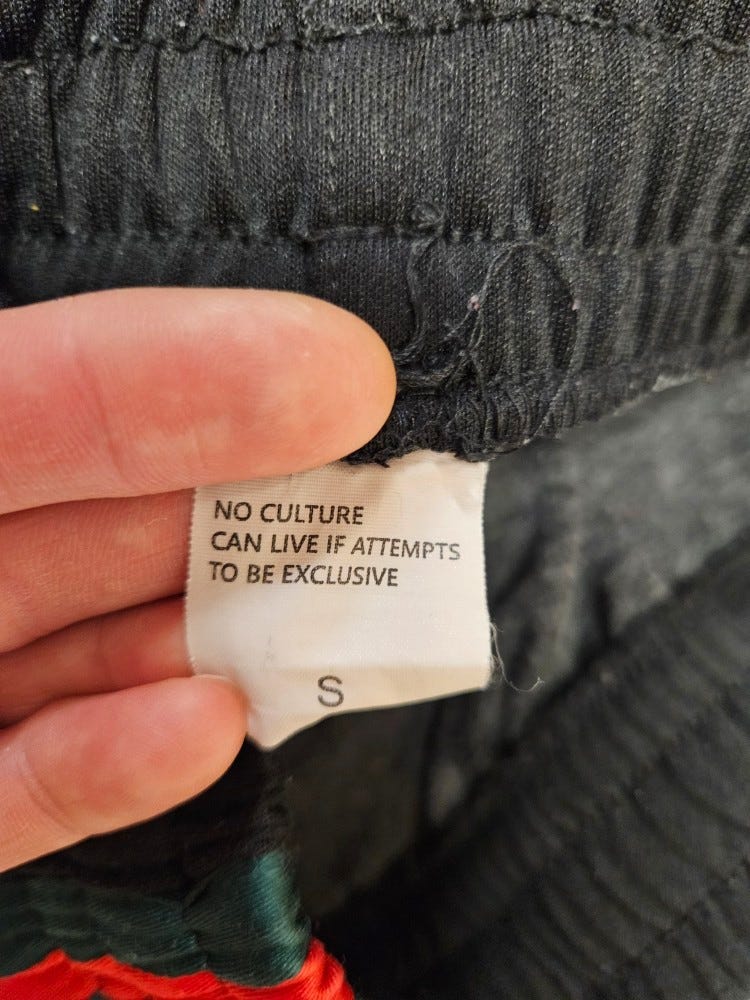 NO CULTURE
CAN LIVE IF ATTEMPTS
TO BE EXCLUSIVE
S